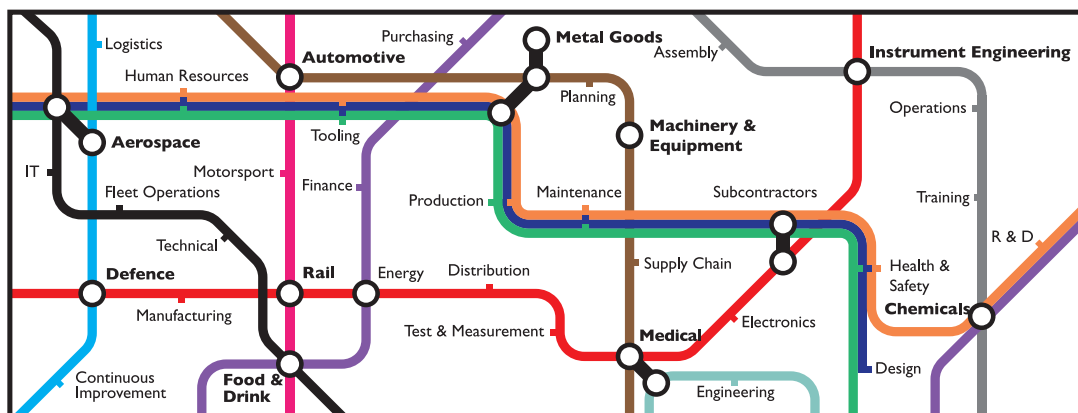 Purchasing
Metal Goods
Logistics
Automotive
Assembly
Instrument Engineering
Human Resources
Planning
Operations
Tooling
Machinery &
Equipment
Aerospace
IT
Motorsport
Fleet Operations
Finance
Production
Maintenance
Subcontractors
Training
Technical
R & D
Defence
Rail
Energy
Distribution
Supply Chain
Health &
Safety
Manufacturing
Chemicals
Test & Measurement
Medical
Electronics
Continuous
Improvement
Food &
Drink
Engineering
Design